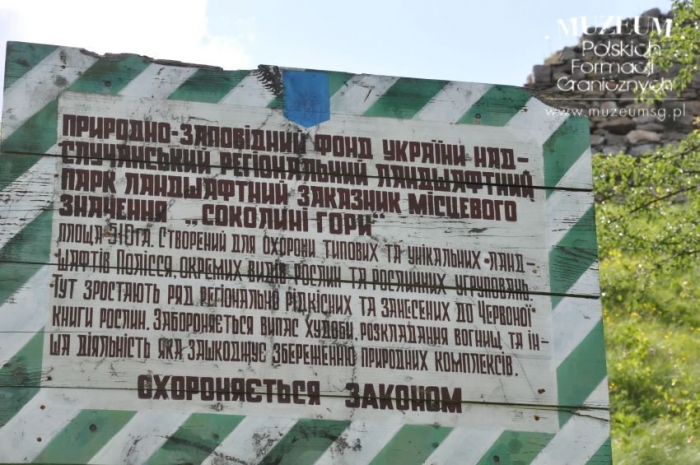 MUZEUM
Polskich
Formacji
Granicznych
www.muzeumsg.pl
ПРИРОДНО-ЗАПОВІДНИЙ ФОНД УКРАЇНИ НАД-
СЛУЧАНСЬКИЙ РЕГІОНАЛЬНИЙ ЛАНДШАФТНИЙ
ПАРК ЛАНДШАФТНИЙ ЗАКАЗНИК МІСЦЕВОГО
ЗНАЧЕННЯ „СОКОЛИНІ ГОРИ"
ПЛОЩА 510ГА. СТВОРЕНИЙ ДЛЯ ОХОРОНИ ТИПОВИХ ТА УНІКАЛЬНИХ ЛАНД-
ШАФТІВ ПОЛІССЯ, ОКРЕМИХ ВИДІВ РОСЛИН ТА РОСЛИННИХ УГРУПОВАНЬ.
ТУТ ЗРОСТАЮТЬ РЯД РЕГІОНАЛЬНО РІДКІСНИХ ТА ЗАНЕСЕНИХ ДО ЧЕРВОНОЇ
КНИГИ РОСЛИН. ЗАБОРОНЯЄТЬСЯ ВИПАС ХУДОБИ, РОЗКЛАДАННЯ ВОГНИЩ ТА ІН-
ША ДІЯЛЬНІСТЬ ЯКА ЗАШКОДЖУЄ ЗБЕРЕЖЕННЮ ПРИРОДНИХ КОМПЛЕКСІВ.
ОХОРОНЯЄТЬСЯ ЗАКОНОМ